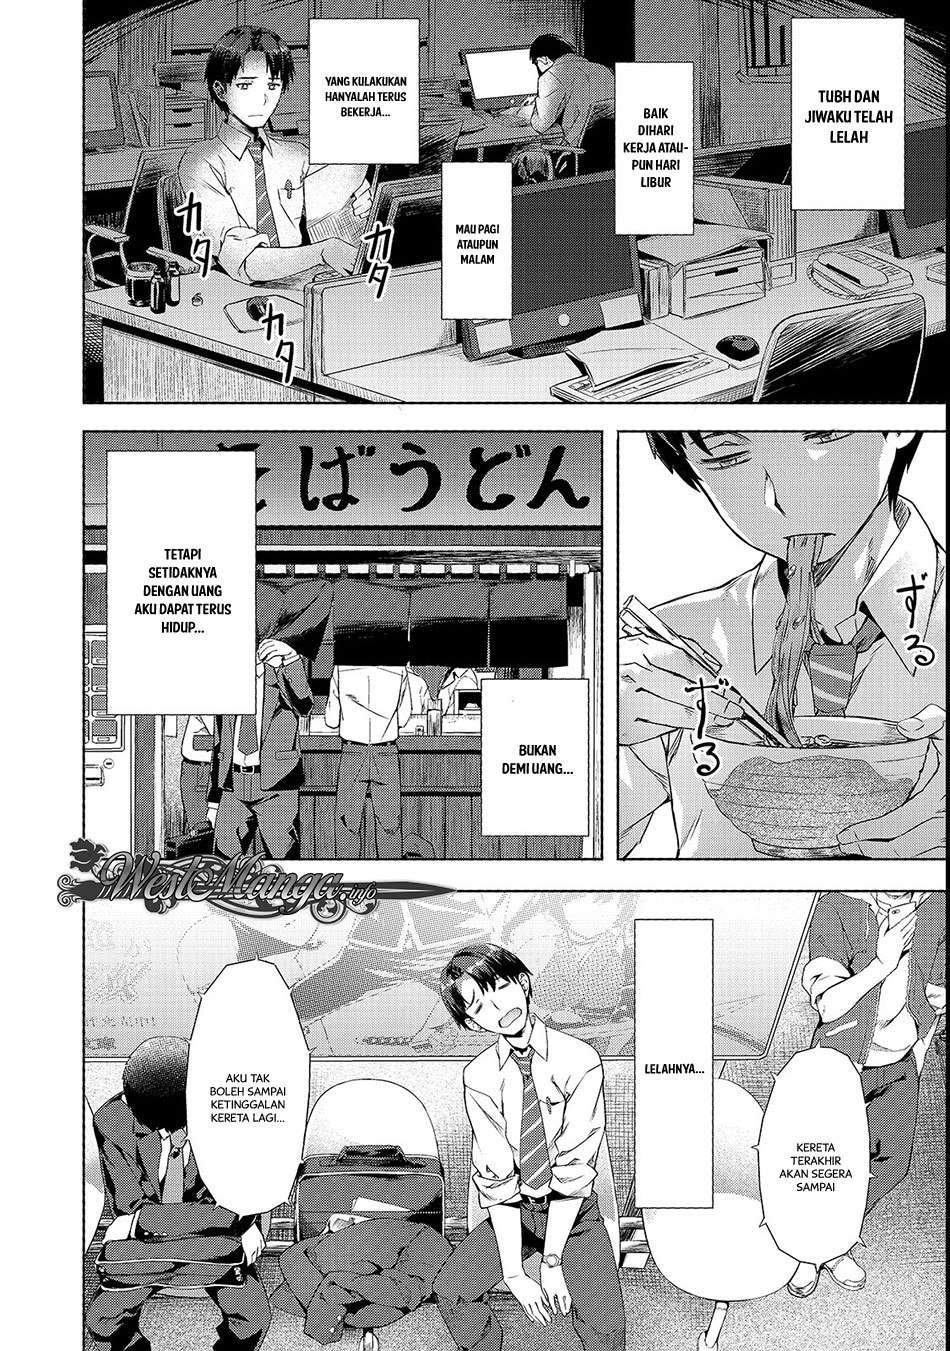 TUBH DAN
JIWAKU TELAH
LELAH
BAIK
DIHARI
KERJA ATAU-
PUN HARI
LIBUR
MAU PAGI
ATAUPUN
MALAM
YANG KULAKUKAN
HANYALAH TERUS
BEKERJA...
カタ
カタ
カタ
ずる
ずる
そばうどん
BUKAN
DEMI UANG...
TETAPI
SETIDAKNYA
DENGAN UANG
AKU DAPAT TERUS
HIDUP...
WestManga.info
KERETA
TERAKHIR
AKAN SEGERA
SAMPAI
LELAHNYA...
AKU TAK
BOLEH SAMPAI
KETINGGALAN
KERETA LAGI...